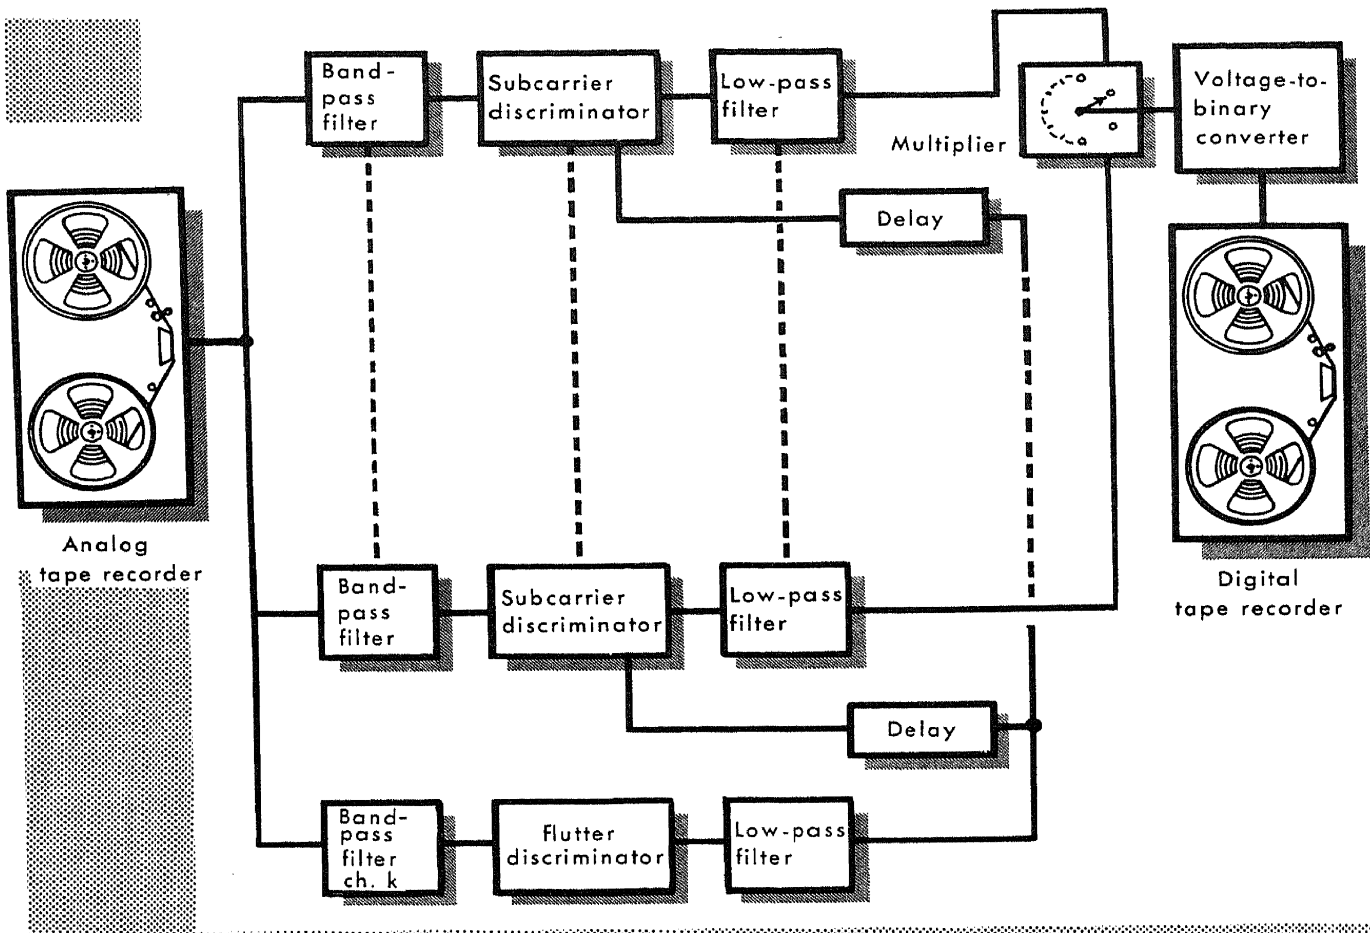 Band-
pass
filter
Subcarrier
discriminator
Low-pass
filter
Multiplier
Voltage-to-
binary
converter
Delay
Analog
tape recorder
Band-
pass
filter
Subcarrier
discriminator
Low-pass
filter
Digital
tape recorder
Delay
Band-
pass
filter
ch. k
Flutter
discriminator
Low-pass
filter